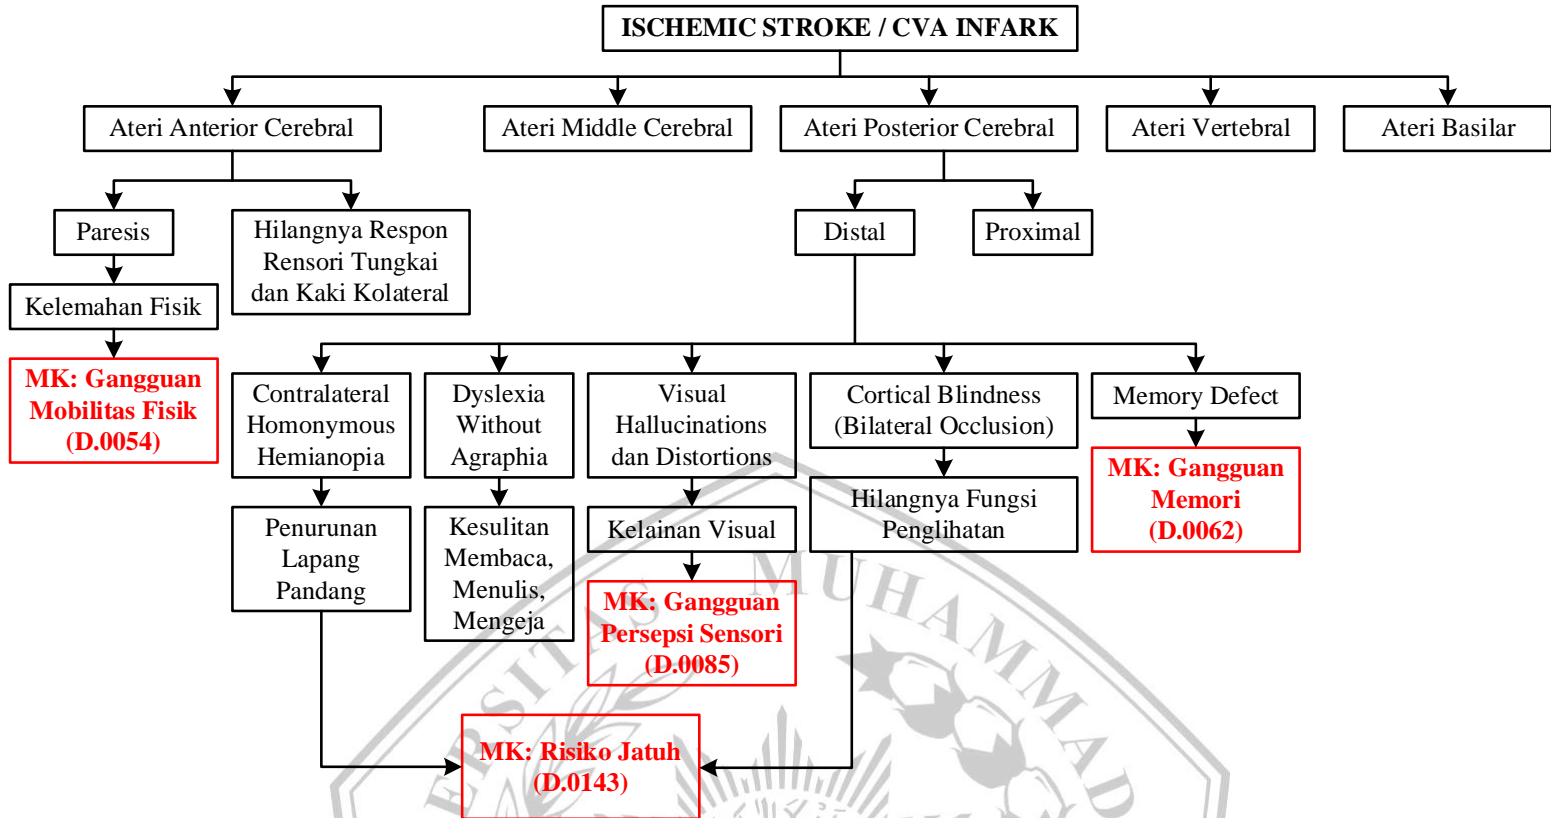 ISCHEMIC STROKE / CVA INFARK
Ateri Anterior Cerebral
Ateri Middle Cerebral
Ateri Posterior Cerebral
Ateri Vertebral
Ateri Basilar
Paresis
Hilangnya Respon
Rensori Tungkai
dan Kaki Kolateral
Distal
Proximal
Kelemahan Fisik
MK: Gangguan
Mobilitas Fisik
(D.0054)
Contralateral
Homonymous
Hemianopia
Dyslexia
Without
Agraphia
Visual
Hallucinations
dan Distortions
Cortical Blindness
(Bilateral Occlusion)
Memory Defect
Penurunan
Lapang
Pandang
Kesulitan
Membaca,
Menulis,
Mengeja
Kelainan Visual
Hilangnya Fungsi
Penglihatan
MK: Gangguan
Memori
(D.0062)
MK: Gangguan
Persepsi Sensori
(D.0085)
MK: Risiko Jatuh
(D.0143)
ERSITAS MUHAMMAD